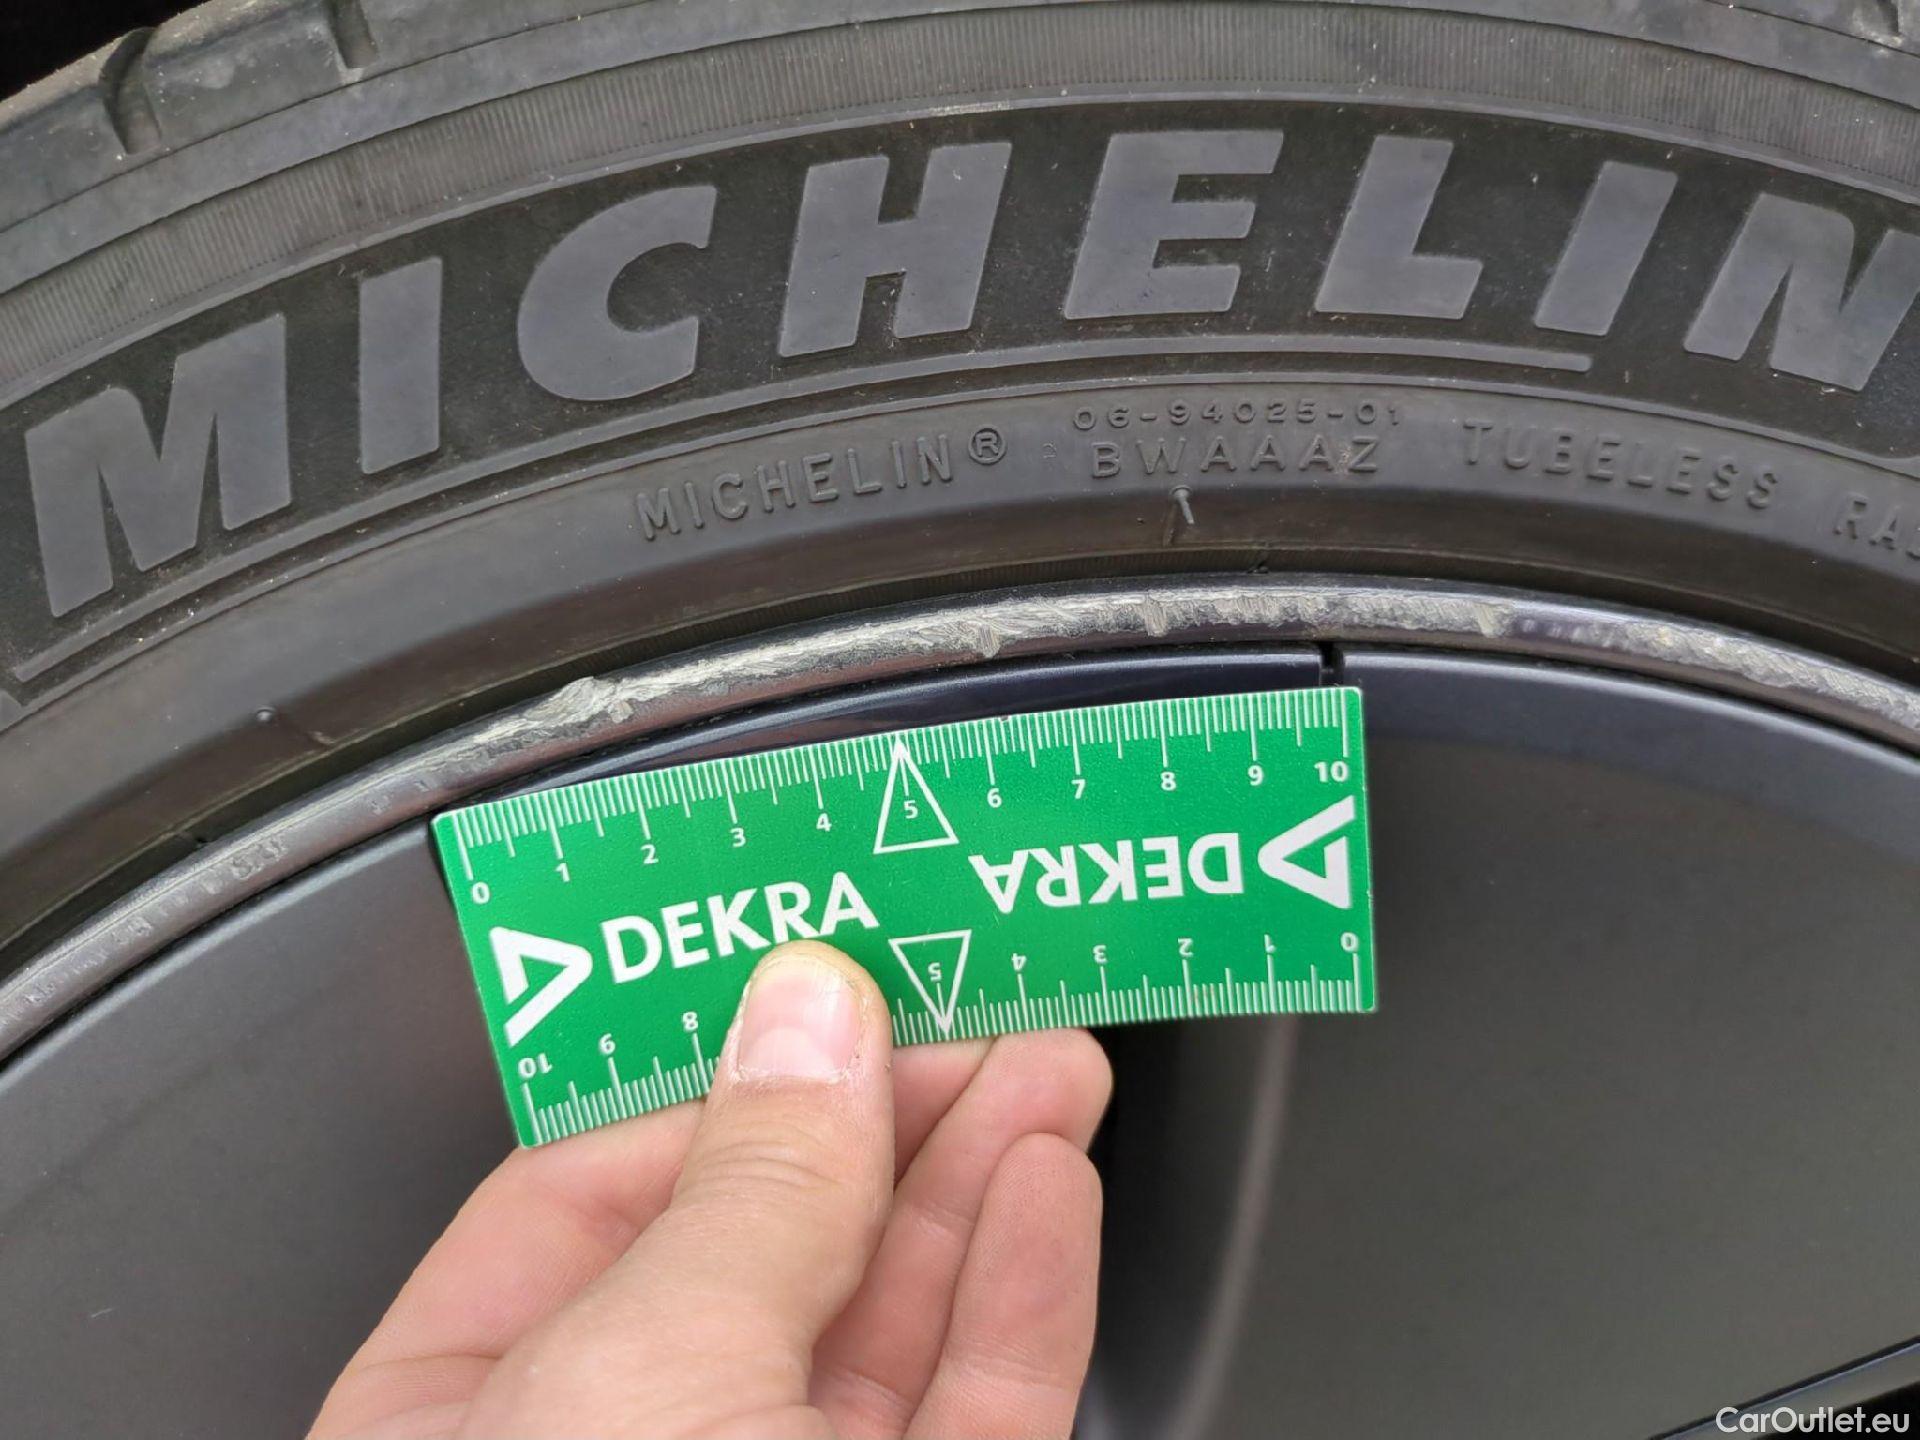 MICHELIN
MICHELIN®
06-94025-01
BWAAAZ
TUBELESS
0 1 2 3 4 5 6 7 8 9 10
DEKRA
DEKRA
10 9 8 5 4 3 2 1 0
CarOutlet.eu